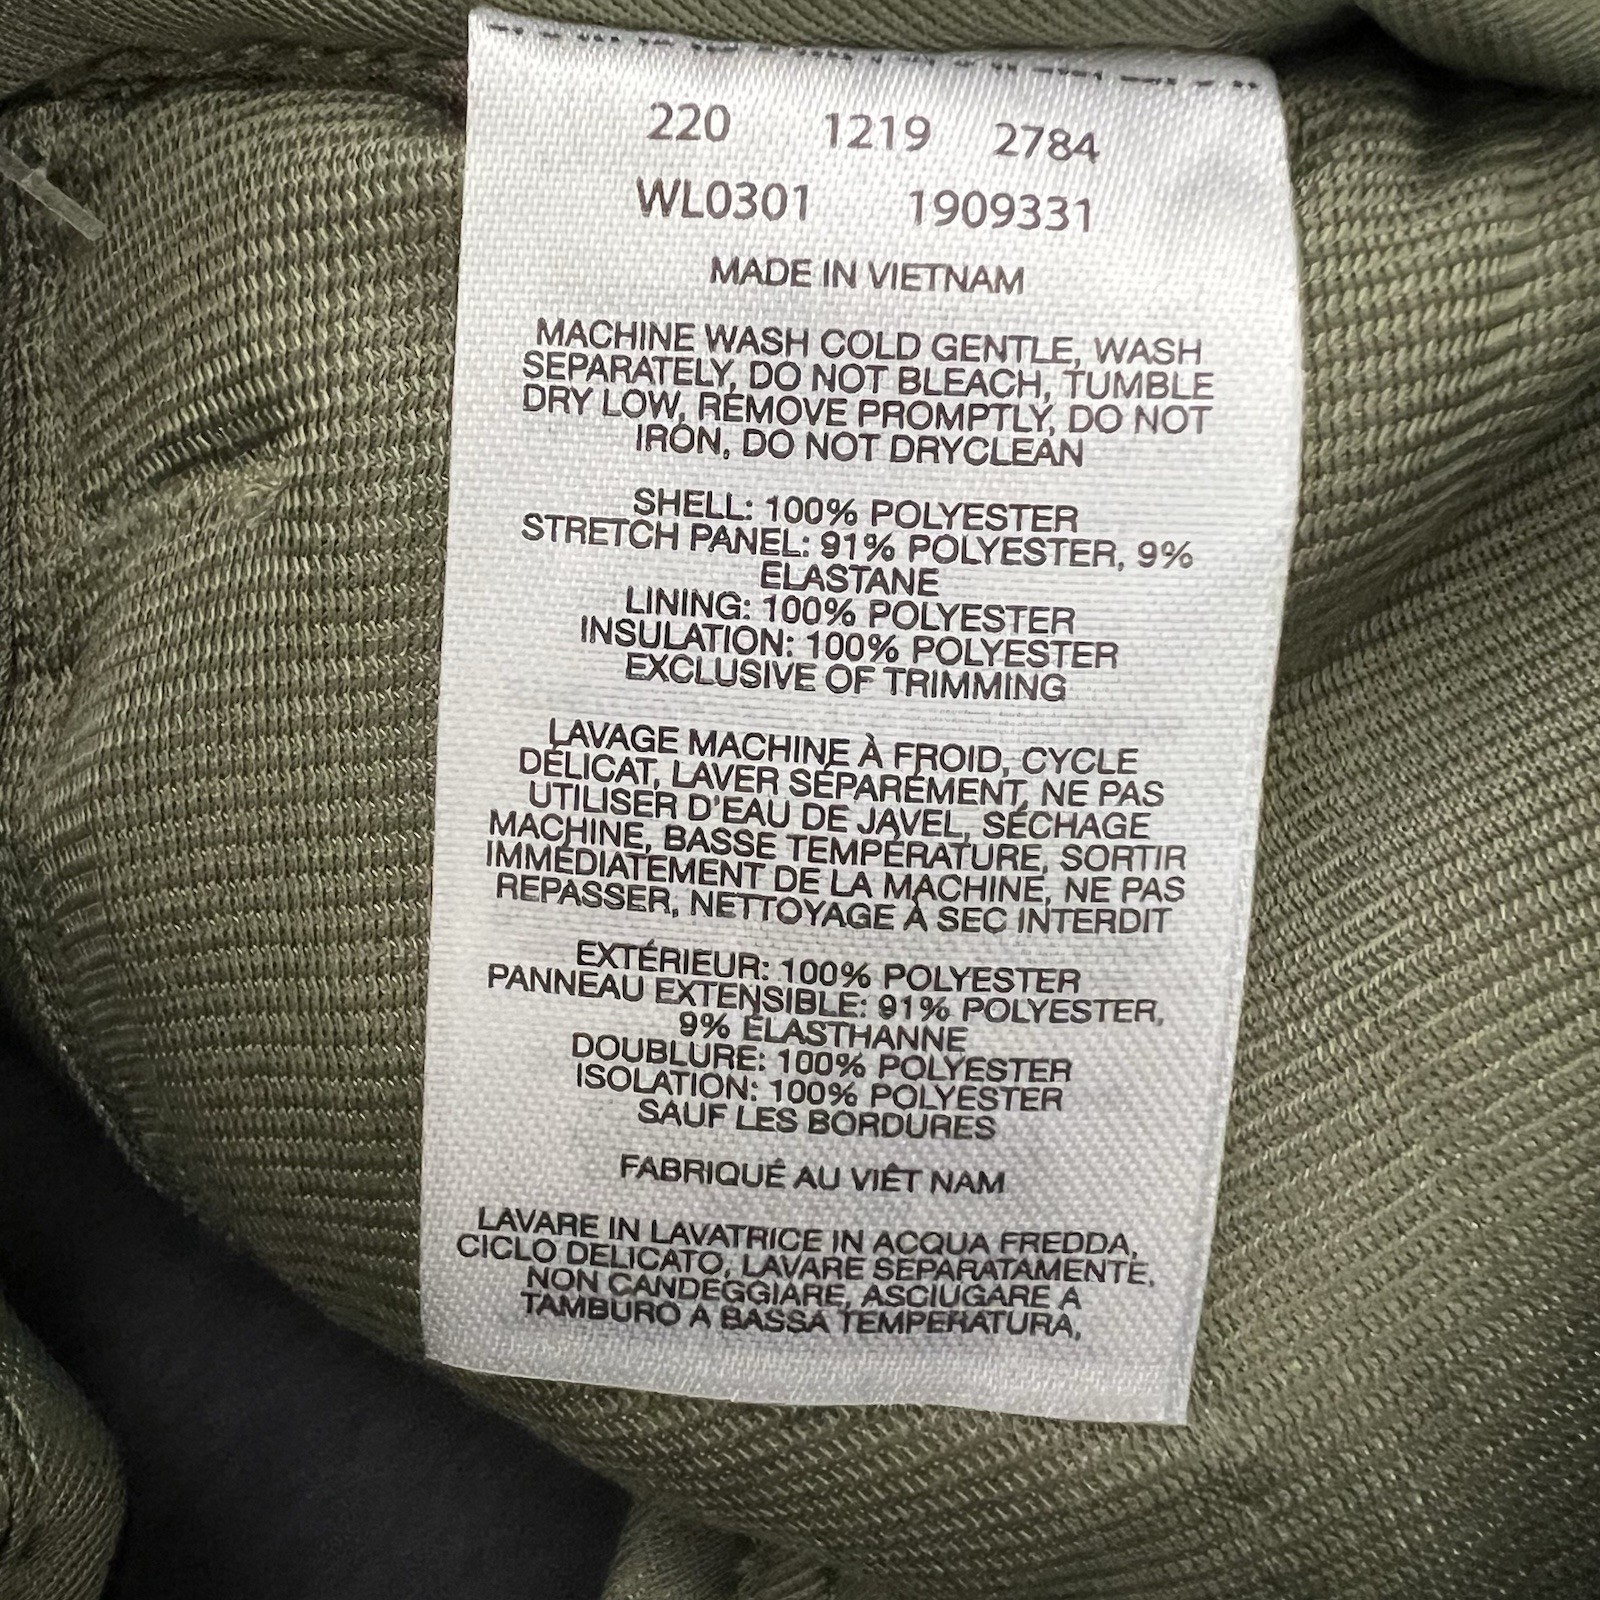 220 1219 2784
WL0301 1909331
MADE IN VIETNAM
MACHINE WASH COLD GENTLE, WASH
SEPARATELY, DO NOT BLEACH, TUMBLE
DRY LOW, REMOVE PROMPTLY, DO NOT
IRON, DO NOT DRYCLEAN
SHELL: 100% POLYESTER
STRETCH PANEL: 91% POLYESTER, 9%
ELASTANE
LINING: 100% POLYESTER
INSULATION: 100% POLYESTER
EXCLUSIVE OF TRIMMING
LAVAGE MACHINE À FROID, CYCLE
DÉLICAT, LAVER SÉPARÉMENT, NE PAS
UTILISER D'EAU DE JAVEL, SÉCHAGE
MACHINE, BASSE TEMPÉRATURE, SORTIR
IMMÉDIATEMENT DE LA MACHINE, NE PAS
REPASSER, NETTOYAGE À SEC INTERDIT
EXTÉRIEUR: 100% POLYESTER
PANNEAU EXTENSIBLE: 91% POLYESTER,
9% ÉLASTHANNE
DOUBLURE: 100% POLYESTER
ISOLATION: 100% POLYESTER
SAUF LES BORDURES
FABRIQUÉ AU VIÊT NAM
LAVARE IN LAVATRICE IN ACQUA FREDDA,
CICLO DELICATO, LAVARE SEPARATAMENTE,
NON CANDEGGIARE, ASCIUGARE A
TAMBURO A BASSA TEMPERATURA,